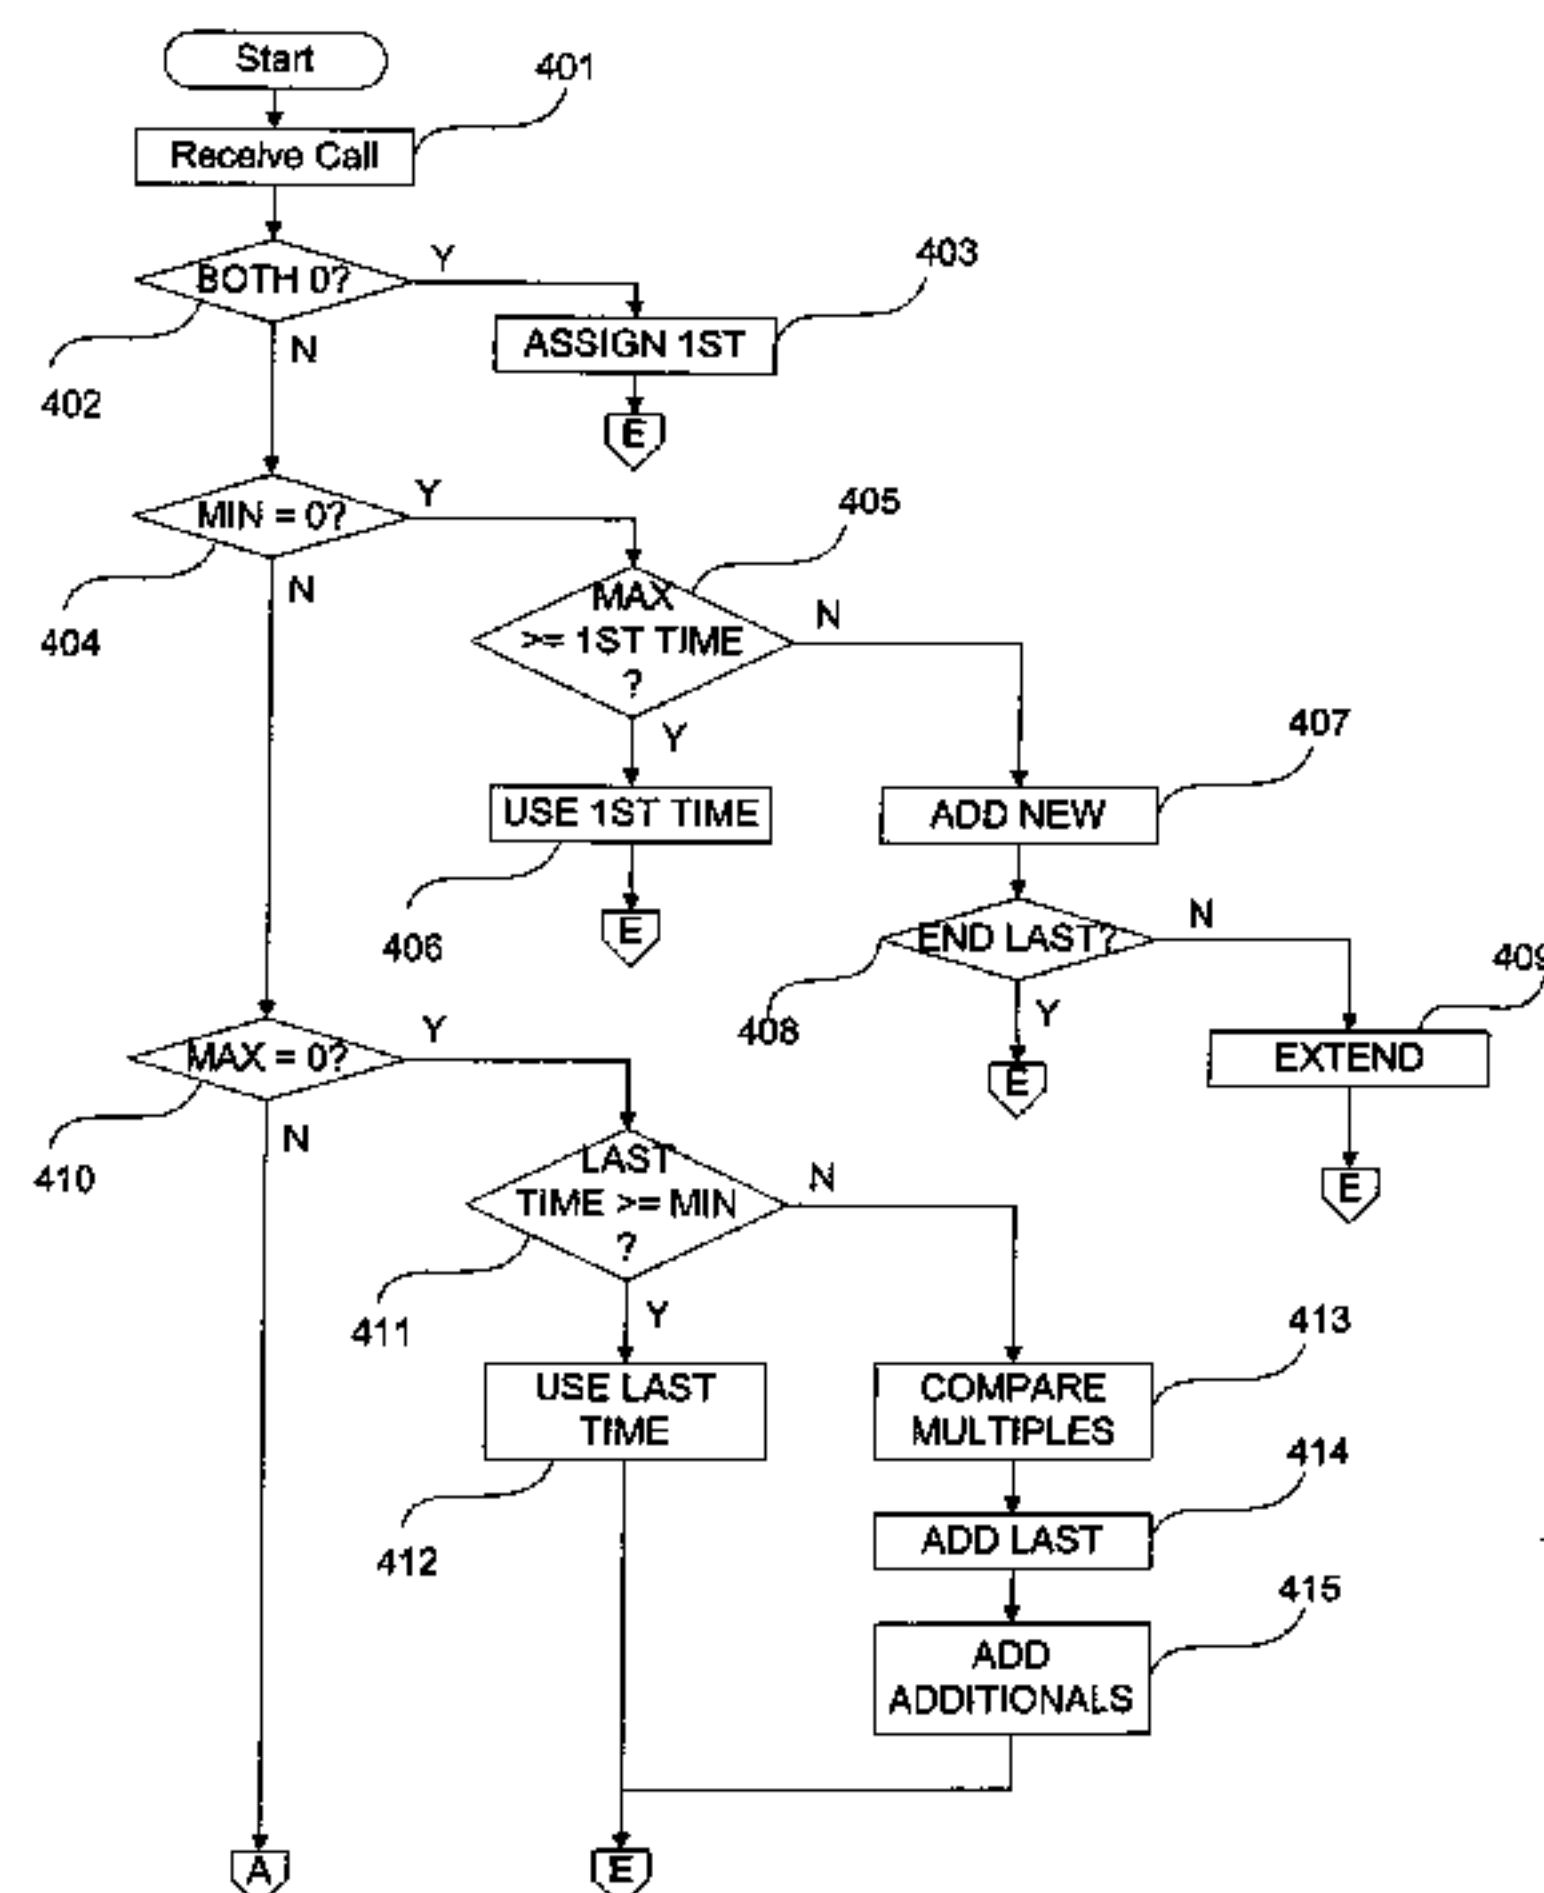 Start
401
Receive Call
BOTH 0?
Y
403
ASSIGN 1ST
402
N
E
MIN = 0?
Y
405
404
N
MAX
>= 1ST TIME
?
N
Y
407
USE 1ST TIME
ADD NEW
406
E
END LAST?
N
409
408
Y
EXTEND
E
E
MAX = 0?
Y
410
N
LAST
TIME >= MIN
?
N
411
Y
413
USE LAST
TIME
COMPARE
MULTIPLES
414
412
ADD LAST
415
ADD
ADDITIONALS
A
E